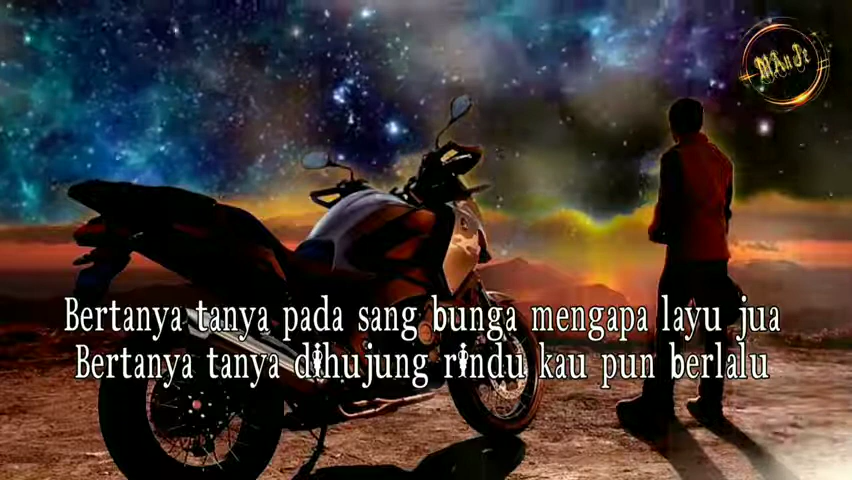 Bertanya tanya pada sang bunga mengapa layu jua
Bertanya tanya dihujung rindu kau pun berlalu